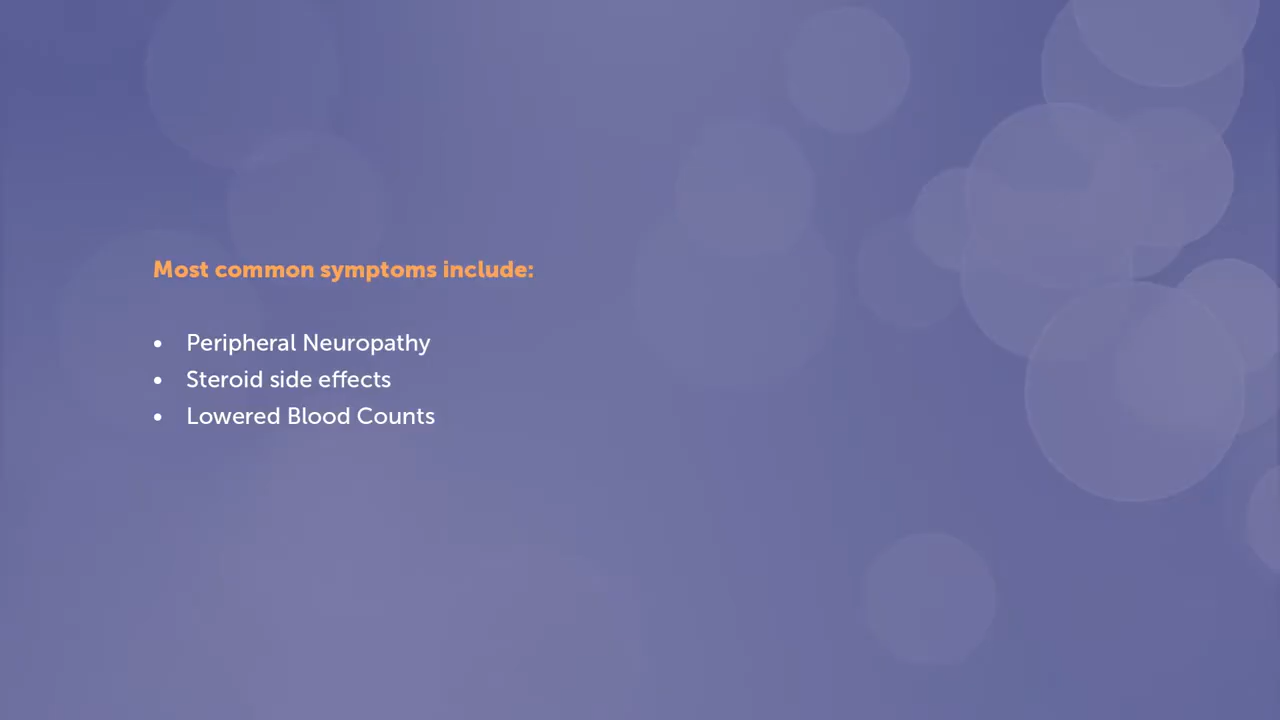 Most common symptoms include:
• Peripheral Neuropathy
• Steroid side effects
• Lowered Blood Counts